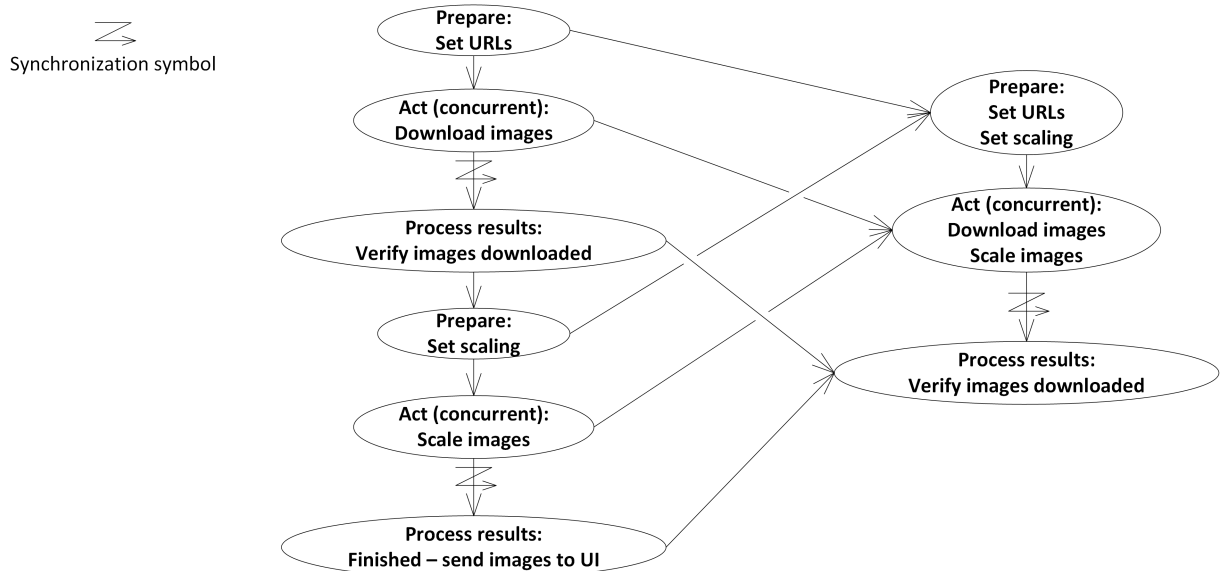 Synchronization symbol
Prepare:
Set URLs
Act (concurrent):
Download images
Process results:
Verify images downloaded
Prepare:
Set scaling
Act (concurrent):
Scale images
Process results:
Finished – send images to UI
Prepare:
Set URLs
Set scaling
Act (concurrent):
Download images
Scale images
Process results:
Verify images downloaded